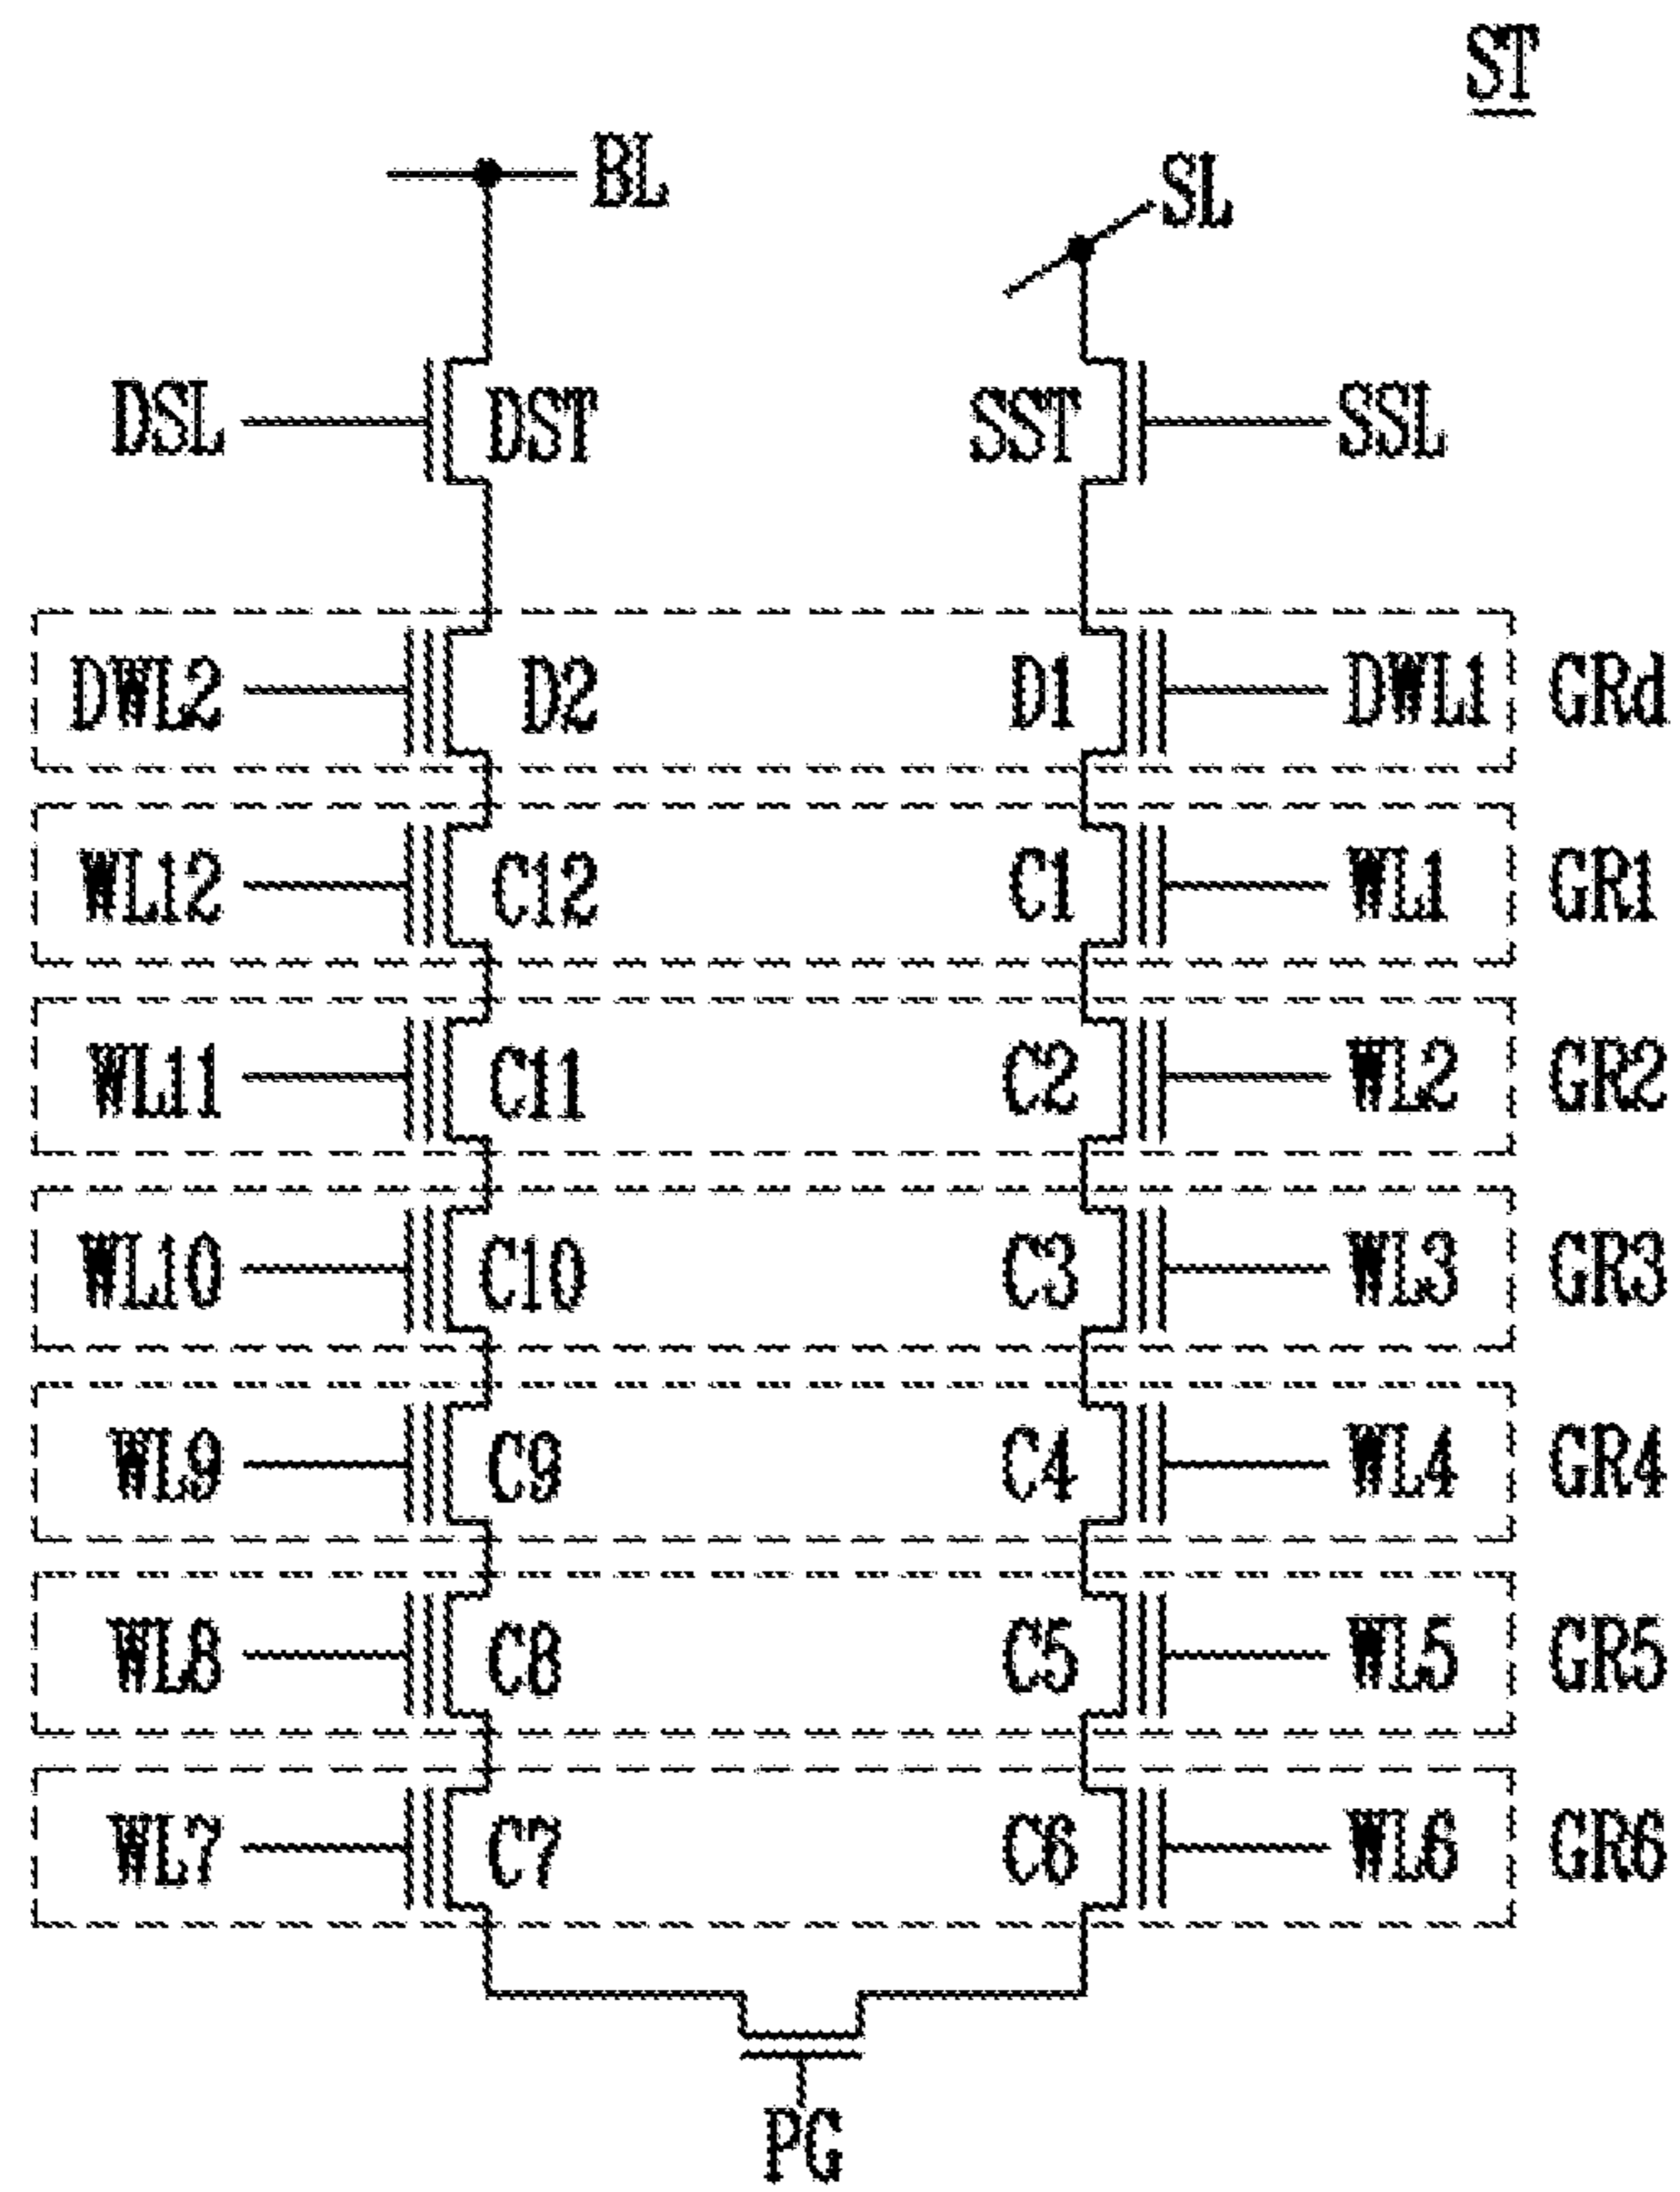 ST
BL
SL
DSL DST SST SSL
DWL2 D2 D1 DWL1 GRd
WL12 C12 C1 WL1 GR1
WL11 C11 C2 WL2 GR2
WL10 C10 C3 WL3 GR3
WL9 C9 C4 WL4 GR4
WL8 C8 C5 WL5 GR5
WL7 C7 C6 WL6 GR6
PG